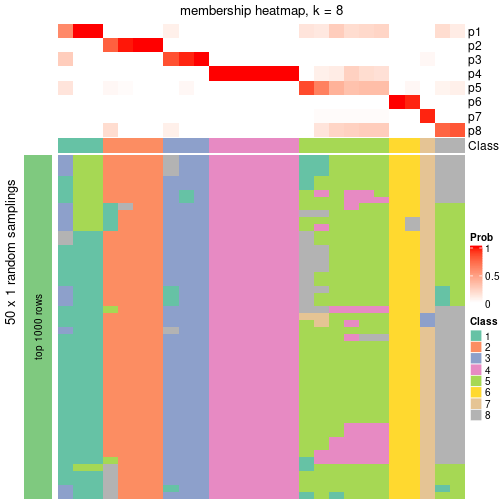 membership heatmap, k = 8
p1
p2
p3
p4
p5
p6
p7
p8
Class
50 x 1 random samplings
top 1000 rows
Prob
1
0.5
0
Class
1
2
3
4
5
6
7
8